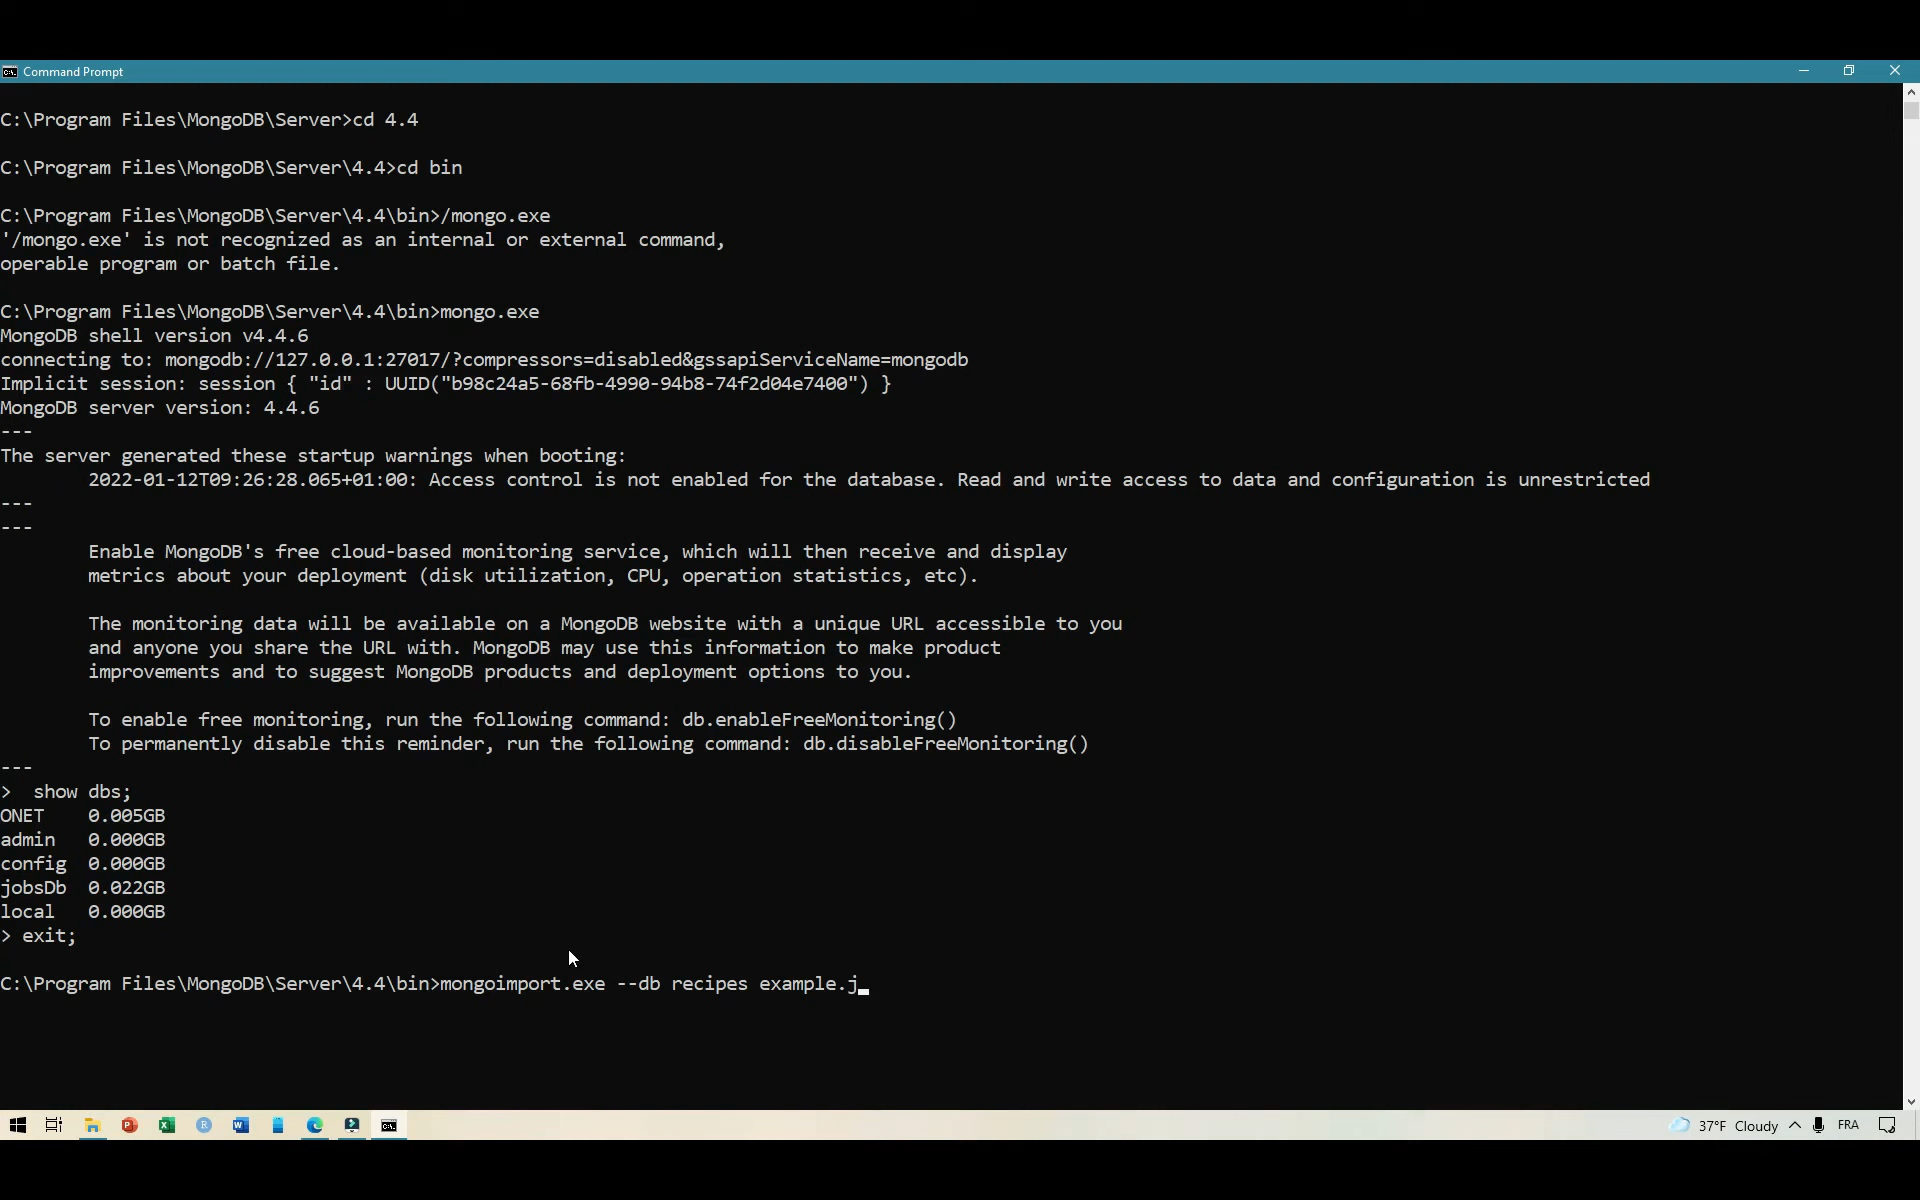 Command Prompt
C:\Program Files\MongoDB\Server>cd 4.4
C:\Program Files\MongoDB\Server\4.4>cd bin
C:\Program Files\MongoDB\Server\4.4\bin>/mongo.exe
'/mongo.exe' is not recognized as an internal or external command,
operable program or batch file.
C:\Program Files\MongoDB\Server\4.4\bin>mongo.exe
MongoDB shell version v4.4.6
connecting to: mongodb://127.0.0.1:27017/?compressors=disabled&gssapiServiceName=mongodb
Implicit session: session { "id" : UUID("b98c24a5-68fb-4990-94b8-74f2d04e7400") }
MongoDB server version: 4.4.6
---
The server generated these startup warnings when booting:
2022-01-12T09:26:28.065+01:00: Access control is not enabled for the database. Read and write access to data and configuration is unrestricted
---
---
Enable MongoDB's free cloud-based monitoring service, which will then receive and display
metrics about your deployment (disk utilization, CPU, operation statistics, etc).
The monitoring data will be available on a MongoDB website with a unique URL accessible to you
and anyone you share the URL with. MongoDB may use this information to make product
improvements and to suggest MongoDB products and deployment options to you.
To enable free monitoring, run the following command: db.enableFreeMonitoring()
To permanently disable this reminder, run the following command: db.disableFreeMonitoring()
---
>  show dbs;
ONET    0.005GB
admin   0.000GB
config  0.000GB
jobsDb  0.022GB
local   0.000GB
> exit;
C:\Program Files\MongoDB\Server\4.4\bin>mongoimport.exe --db recipes example.j
37°F Cloudy FRA